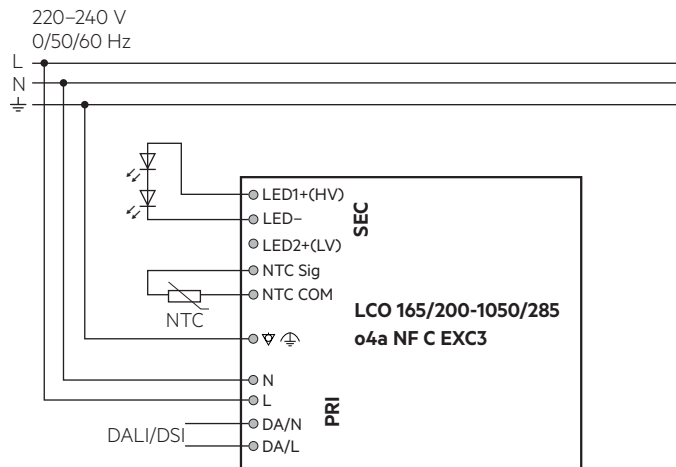 220–240 V
0/50/60 Hz
L
N
LED1+(HV)
LED–
SEC
LED2+(LV)
NTC Sig
NTC COM
NTC
LCO 165/200-1050/285
o4a NF C EXC3
N
L
PRI
DA/N
DALI/DSI
DA/L